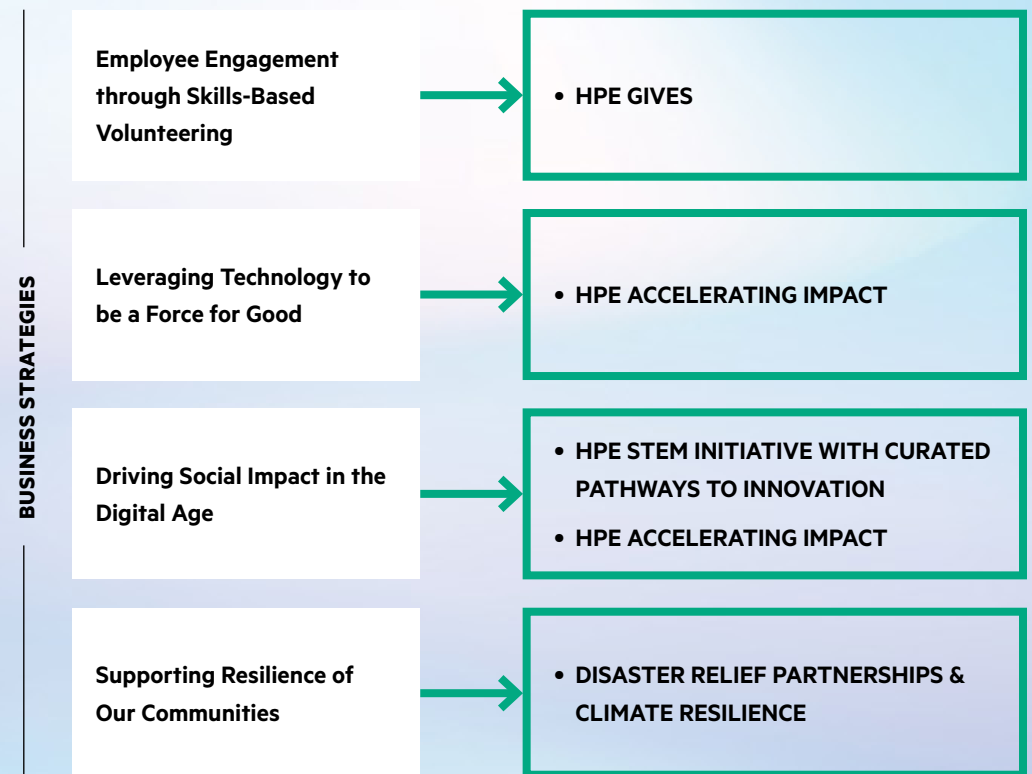 BUSINESS STRATEGIES
Employee Engagement
through Skills-Based
Volunteering
• HPE GIVES
Leveraging Technology to
be a Force for Good
• HPE ACCELERATING IMPACT
Driving Social Impact in the
Digital Age
• HPE STEM INITIATIVE WITH CURATED
PATHWAYS TO INNOVATION
• HPE ACCELERATING IMPACT
Supporting Resilience of
Our Communities
• DISASTER RELIEF PARTNERSHIPS &
CLIMATE RESILIENCE